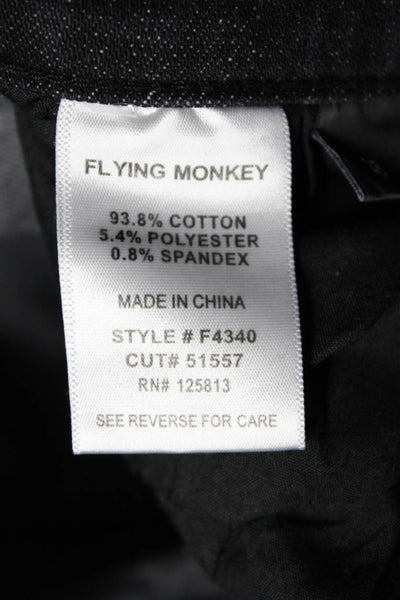 FLYING MONKEY
93.8% COTTON
5.4% POLYESTER
0.8% SPANDEX
MADE IN CHINA
STYLE # F4340
CUT# 51557
RN# 125813
SEE REVERSE FOR CARE